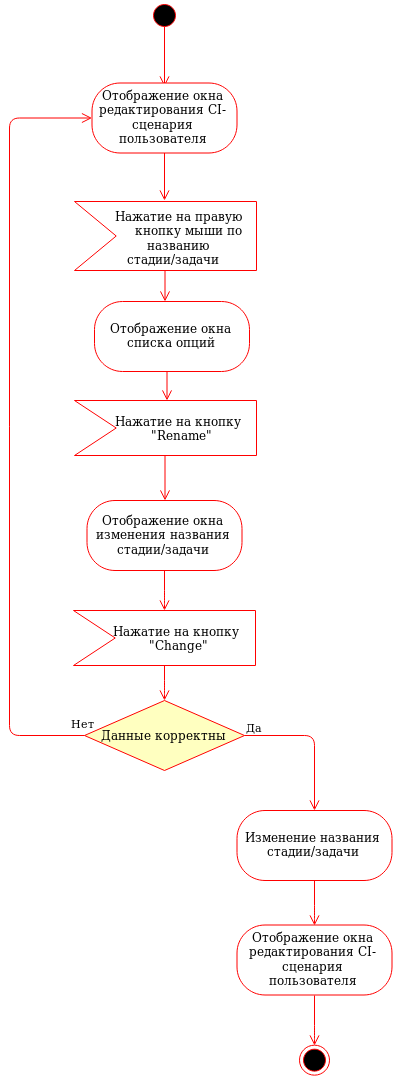 Отображение окна
редактирования CI-
сценария
пользователя
Нажатие на правую
кнопку мыши по
названию
стадии/задачи
Отображение окна
списка опций
Нажатие на кнопку
"Rename"
Отображение окна
изменения названия
стадии/задачи
Нажатие на кнопку
"Change"
Нет
Данные корректны
Да
Изменение названия
стадии/задачи
Отображение окна
редактирования CI-
сценария
пользователя